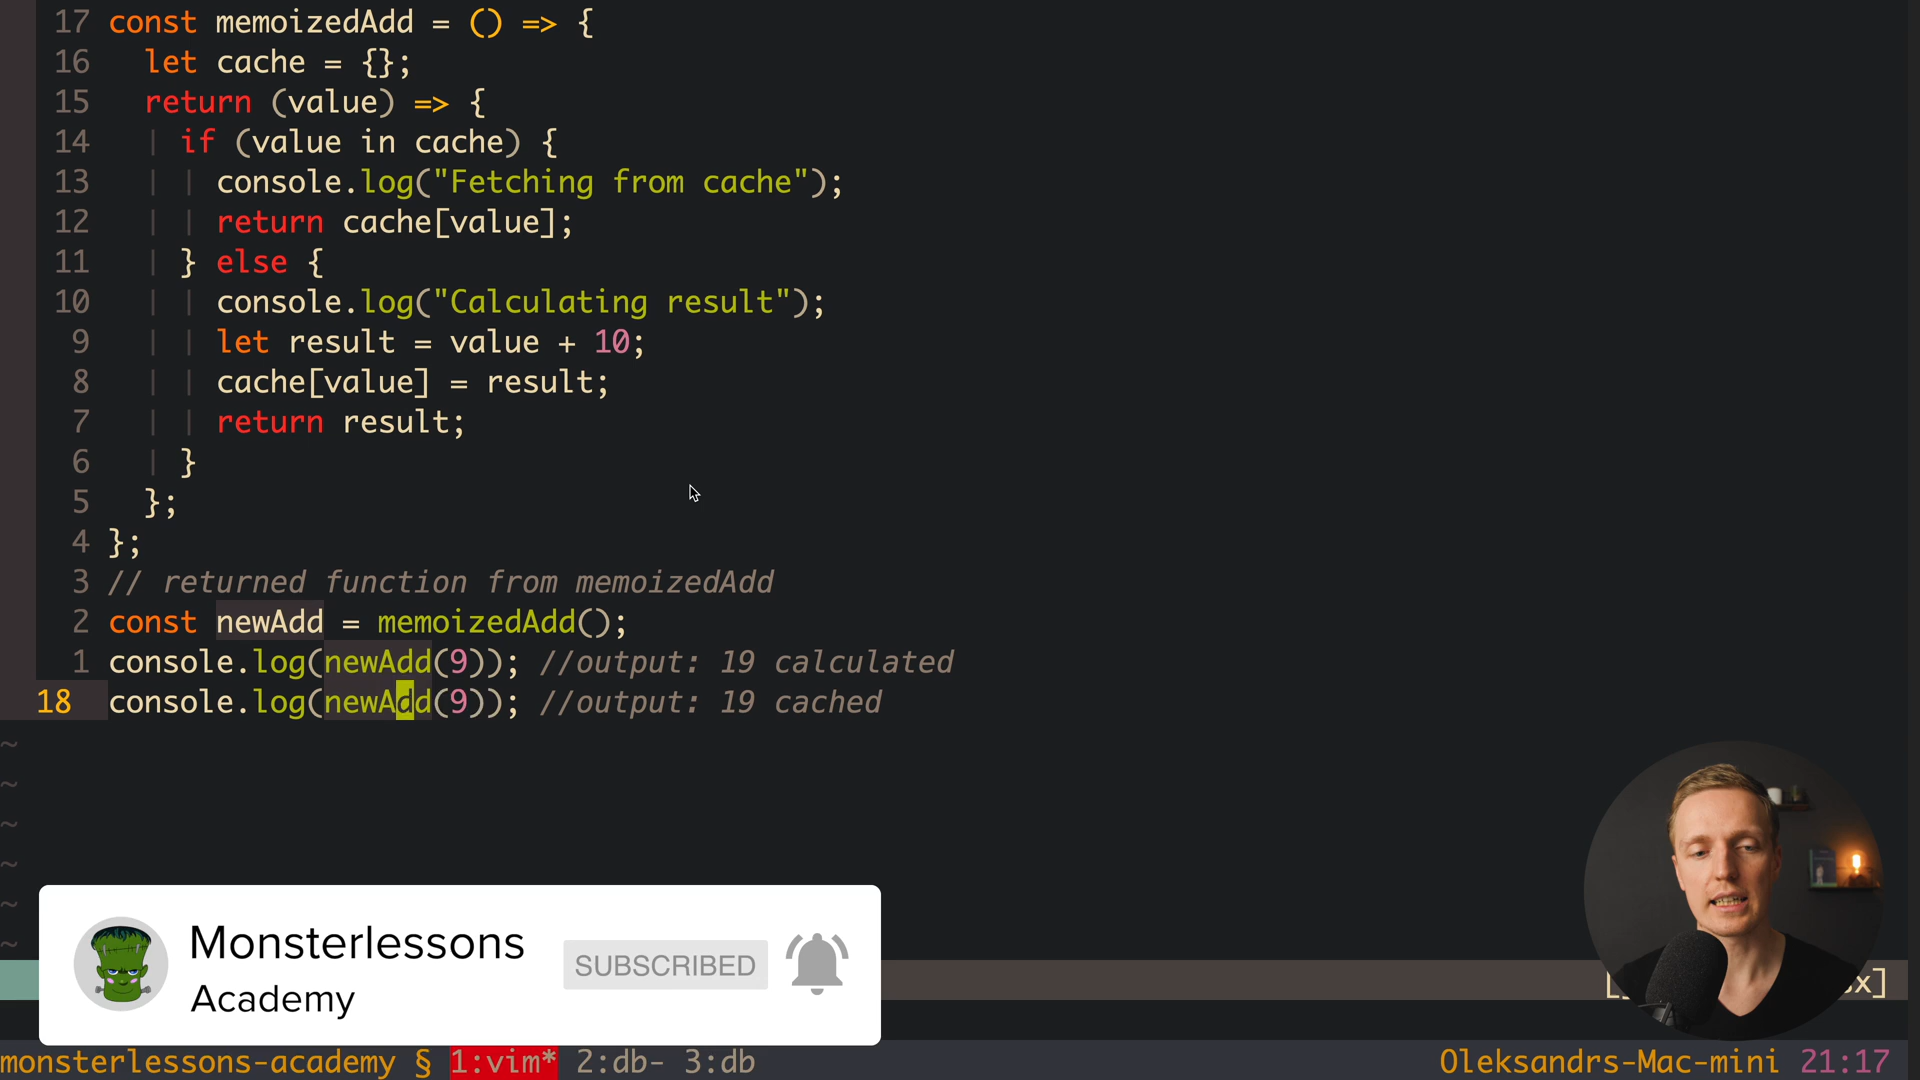 17 const memoizedAdd = () => {
16 let cache = {};
15 return (value) => {
14 if (value in cache) {
13 console.log("Fetching from cache");
12 return cache[value];
11 } else {
10 console.log("Calculating result");
9 let result = value + 10;
8 cache[value] = result;
7 return result;
6 }
5 };
4 };
3 // returned function from memoizedAdd
2 const newAdd = memoizedAdd();
1 console.log(newAdd(9)); //output: 19 calculated
18 console.log(newAdd(9)); //output: 19 cached
~
~
~
~
~
~
Monsterlessons
Academy
SUBSCRIBED
monsterlessons-academy § 1:vim* 2:db- 3:db
Oleksandrs-Mac-mini 21:17